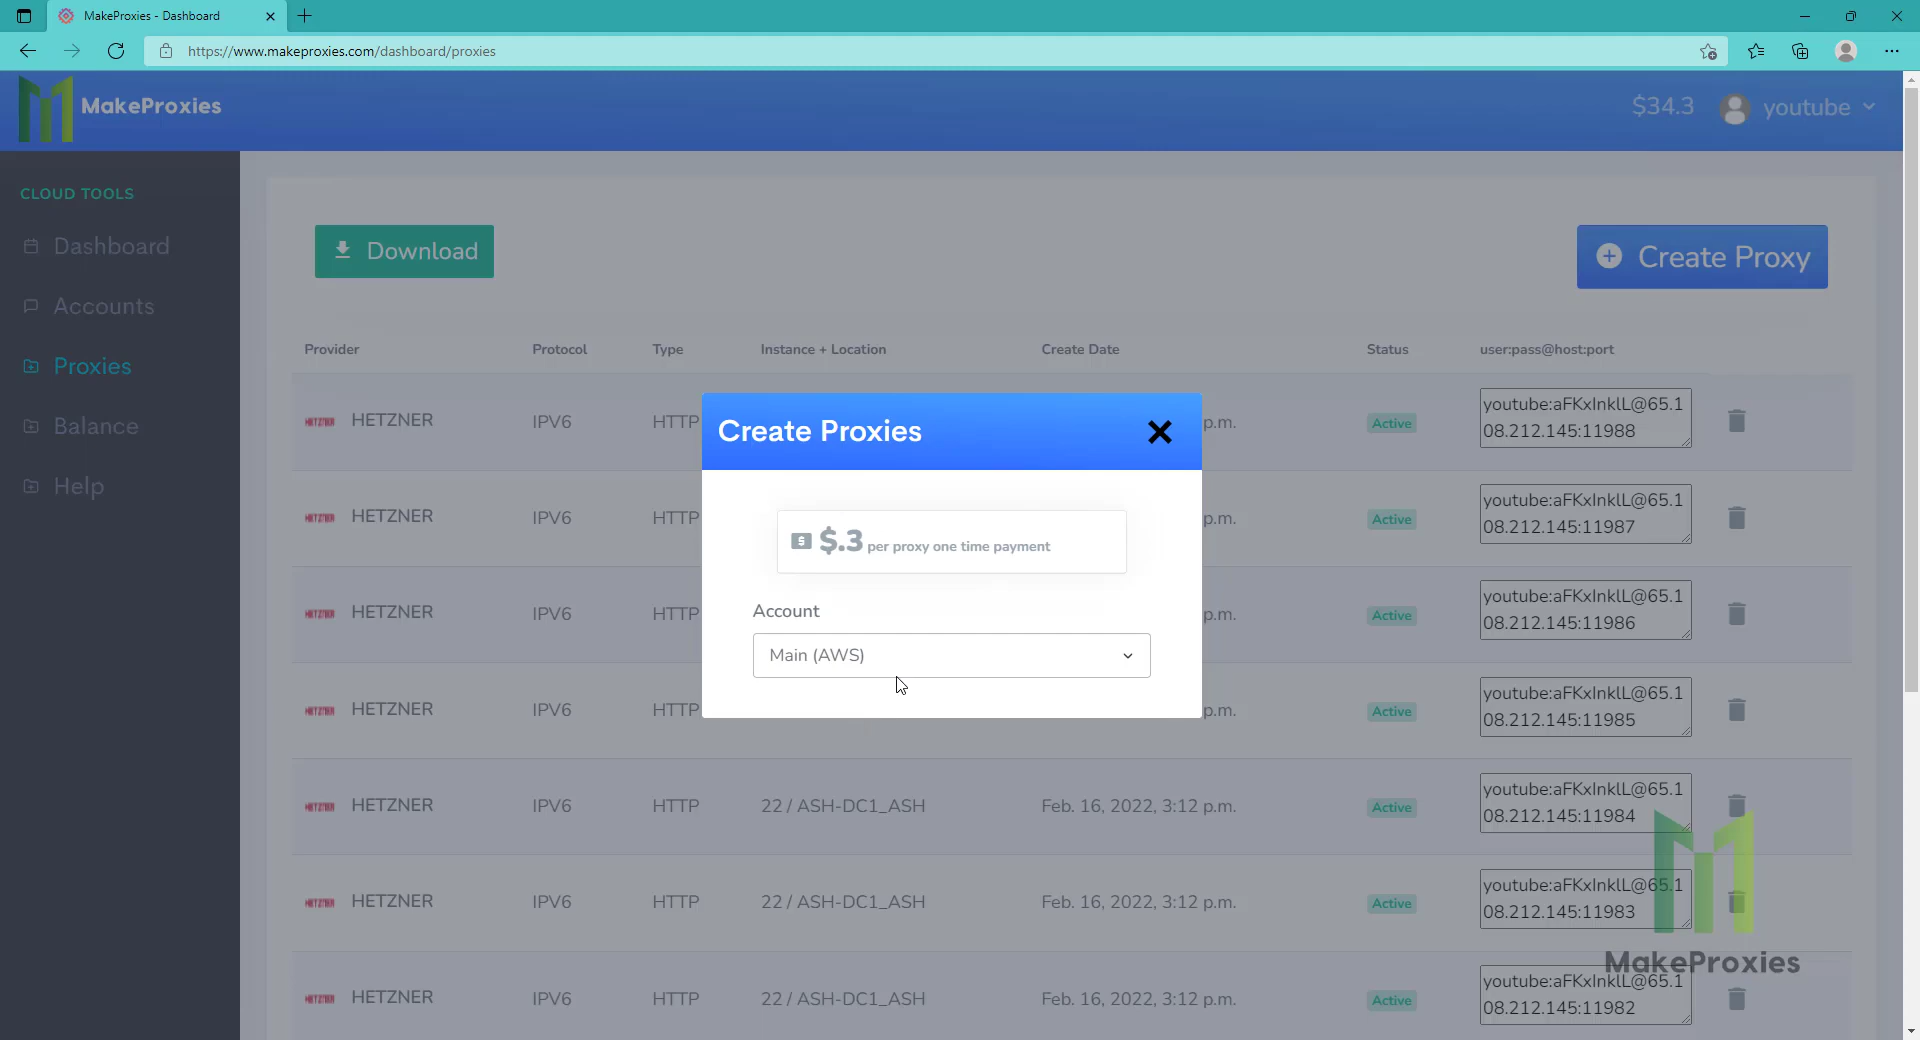 MakeProxies - Dashboard
https://www.makeproxies.com/dashboard/proxies
MakeProxies
$34.3
youtube
CLOUD TOOLS
Dashboard
Accounts
Proxies
Balance
Help
Download
Create Proxy
Provider Protocol Type Instance + Location Create Date Status user:pass@host:port
HETZNER IPV6 HTTP p.m. Active youtube:aFKxInklL@65.1
08.212.145:11988
HETZNER IPV6 HTTP p.m. Active youtube:aFKxInklL@65.1
08.212.145:11987
HETZNER IPV6 HTTP p.m. Active youtube:aFKxInklL@65.1
08.212.145:11986
HETZNER IPV6 HTTP p.m. Active youtube:aFKxInklL@65.1
08.212.145:11985
HETZNER IPV6 HTTP 22 / ASH-DC1_ASH Feb. 16, 2022, 3:12 p.m. Active youtube:aFKxInklL@65.1
08.212.145:11984
HETZNER IPV6 HTTP 22 / ASH-DC1_ASH Feb. 16, 2022, 3:12 p.m. Active youtube:aFKxInklL@65.1
08.212.145:11983
HETZNER IPV6 HTTP 22 / ASH-DC1_ASH Feb. 16, 2022, 3:12 p.m. Active youtube:aFKxInklL@65.1
08.212.145:11982
Create Proxies
$.3 per proxy one time payment
Account
Main (AWS)
MakeProxies